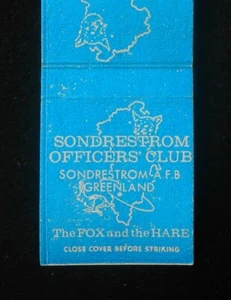 SONDRESTROM
OFFICERS' CLUB
SONDRESTROM A.F.B
GREENLAND
The FOX and the HARE
CLOSE COVER BEFORE STRIKING